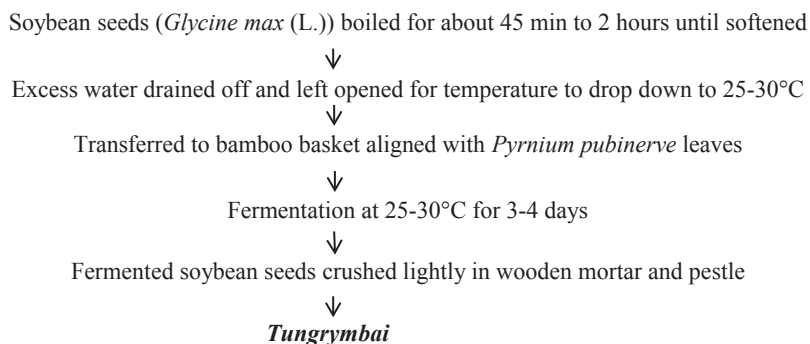 Soybean seeds (Glycine max (L.)) boiled for about 45 min to 2 hours until softened
Excess water drained off and left opened for temperature to drop down to 25-30°C
Transferred to bamboo basket aligned with Pyrnium pubinerve leaves
Fermentation at 25-30°C for 3-4 days
Fermented soybean seeds crushed lightly in wooden mortar and pestle
Tungrymbai